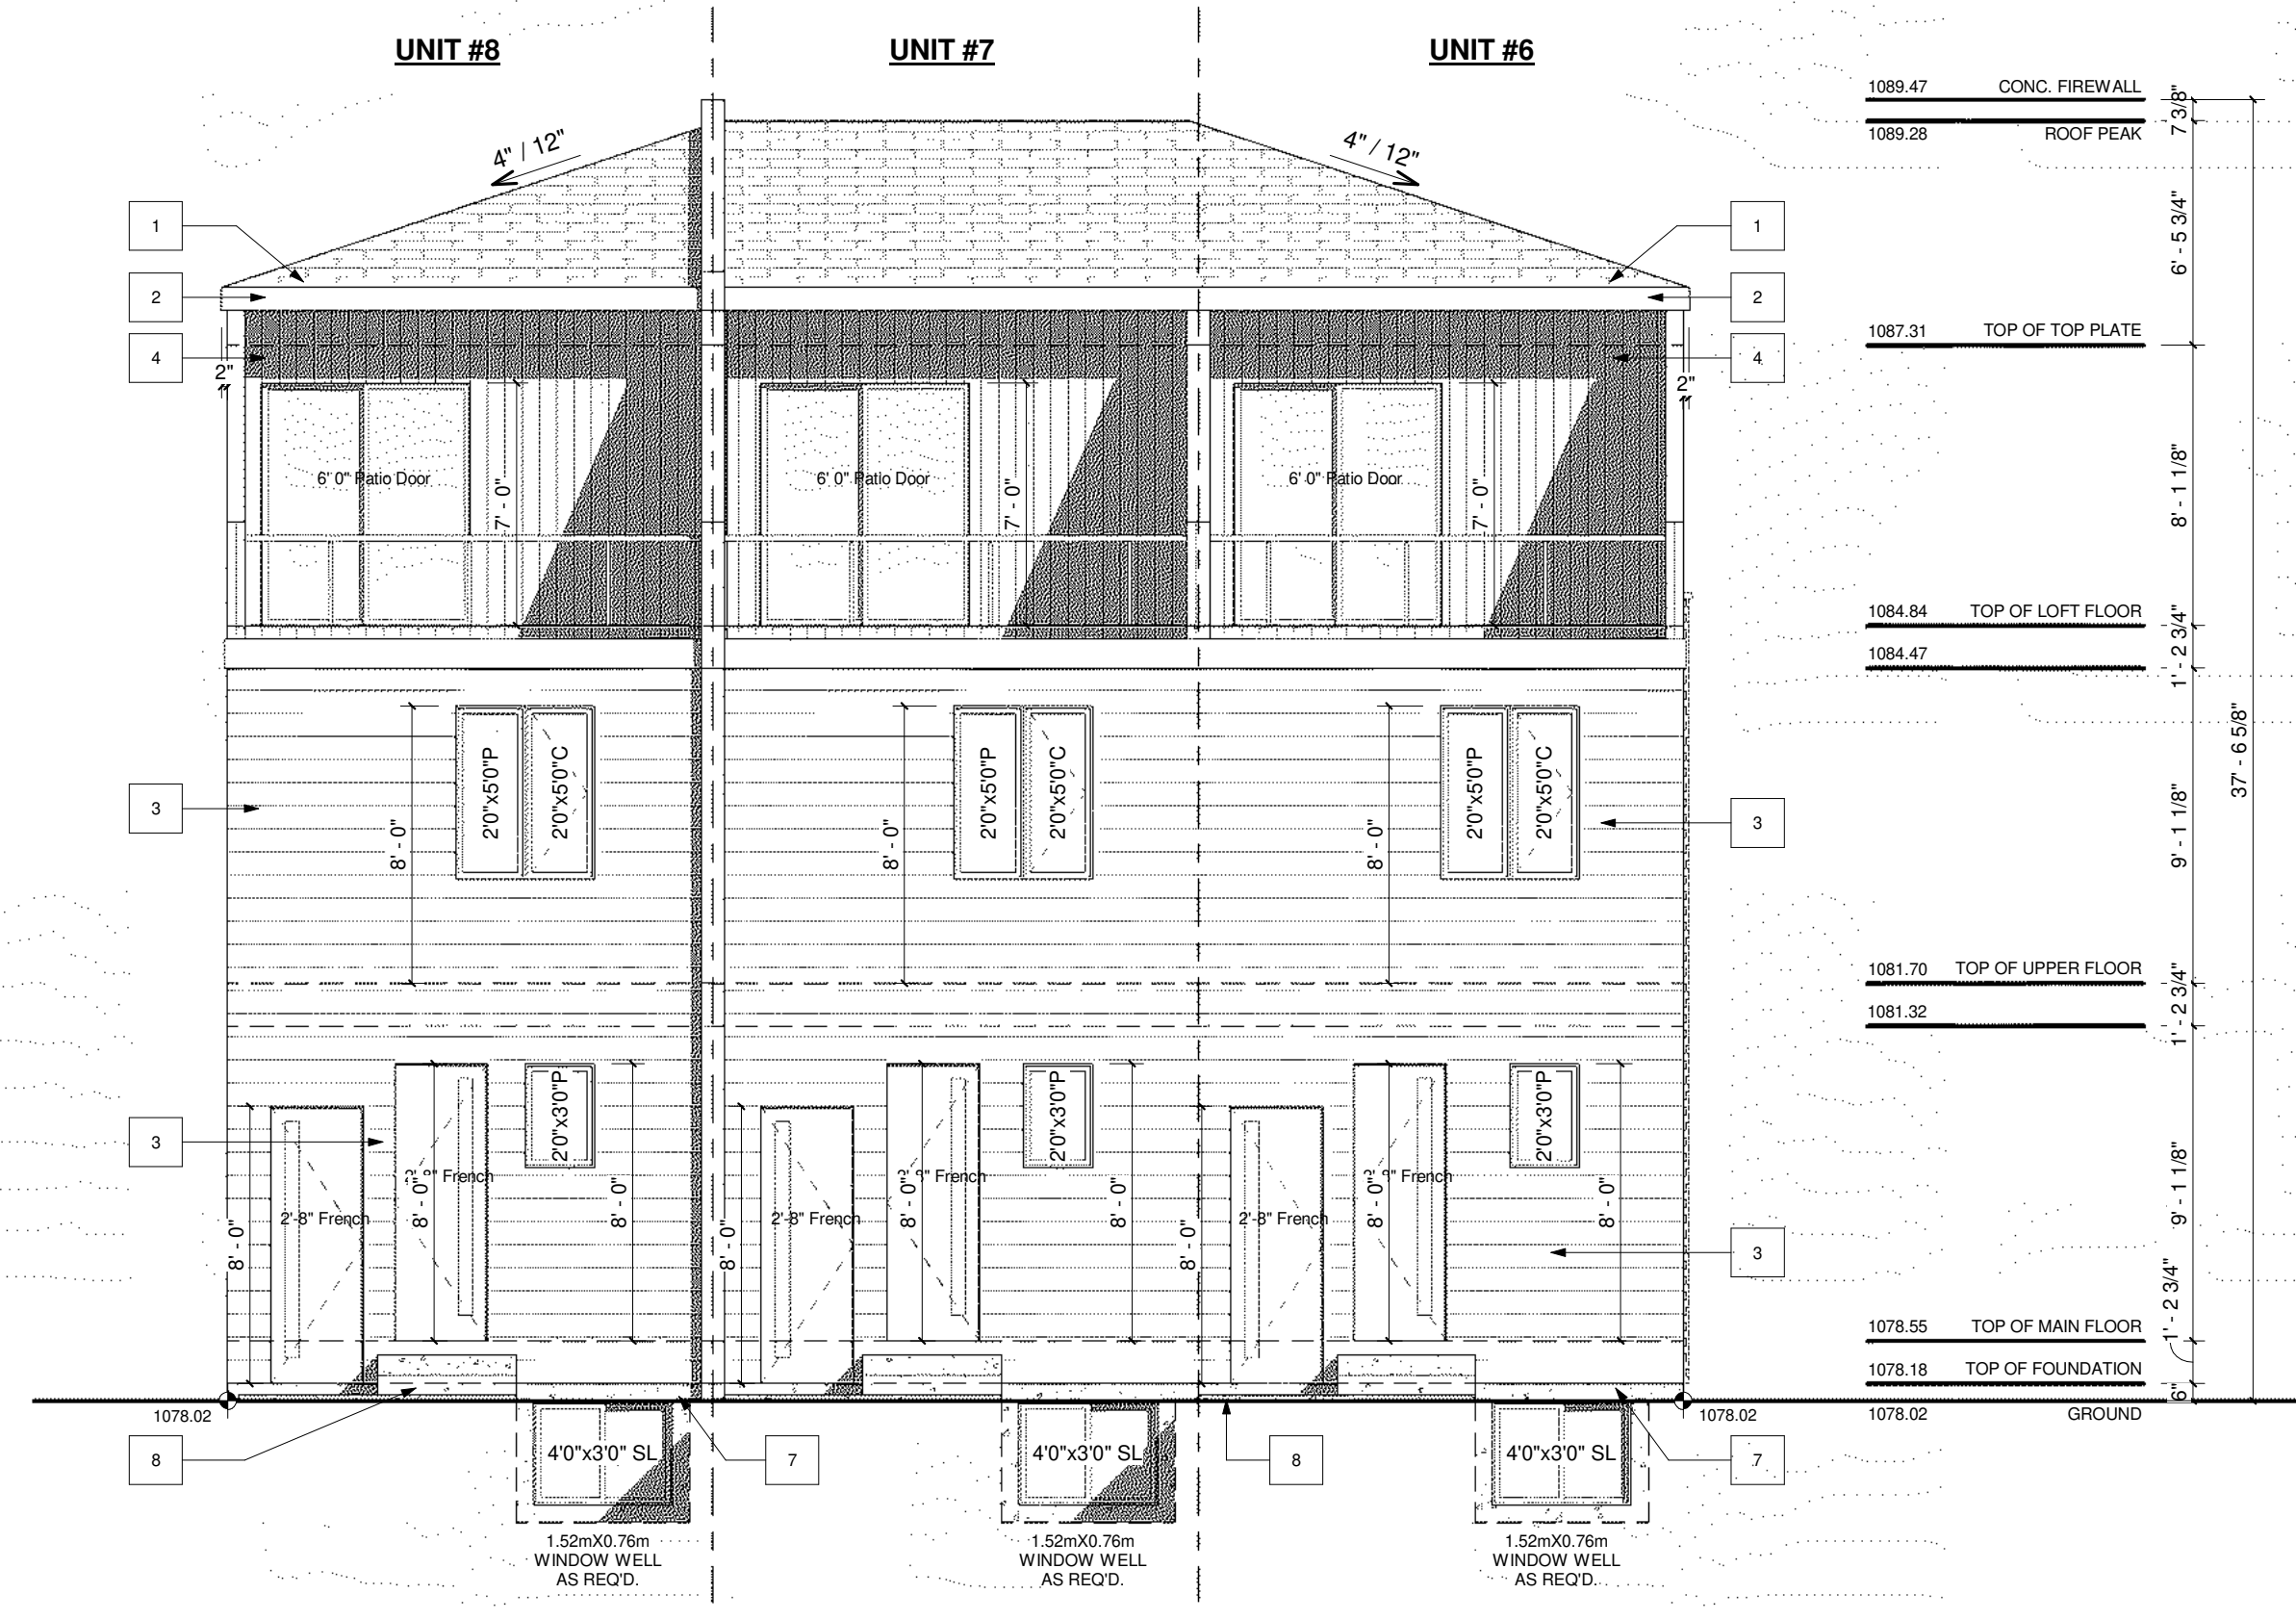 UNIT #8
UNIT #7
UNIT #6
1089.47 CONC. FIREWALL
1089.28 ROOF PEAK
7 3/8"
4" / 12"
4" / 12"
6' - 5 3/4"
1
1
2
2
1087.31 TOP OF TOP PLATE
4
4
2"
2"
6' 0" Patio Door
7' - 0"
6' 0" Patio Door
7' - 0"
6' 0" Patio Door
7' - 0"
8' - 1 1/8"
1084.84 TOP OF LOFT FLOOR
1' - 2 3/4"
1084.47
37' - 6 5/8"
2'0"x5'0"P
2'0"x5'0"C
2'0"x5'0"P
2'0"x5'0"C
2'0"x5'0"P
2'0"x5'0"C
3
3
8' - 0"
8' - 0"
8' - 0"
9' - 1 1/8"
1081.70 TOP OF UPPER FLOOR
1' - 2 3/4"
1081.32
2'0"x3'0"P
2'0"x3'0"P
2'0"x3'0"P
3
French
French
French
2'-8" French
8' - 0"
8' - 0"
8' - 0"
2'-8" French
8' - 0"
8' - 0"
8' - 0"
2'-8" French
8' - 0"
8' - 0"
8' - 0"
3
9' - 1 1/8"
1' - 2 3/4"
1078.55 TOP OF MAIN FLOOR
1078.18 TOP OF FOUNDATION
6"
1078.02
1078.02
1078.02 GROUND
8
4'0"x3'0" SL
7
4'0"x3'0" SL
8
4'0"x3'0" SL
7
1.52mX0.76m
WINDOW WELL
AS REQ'D.
1.52mX0.76m
WINDOW WELL
AS REQ'D.
1.52mX0.76m
WINDOW WELL
AS REQ'D.